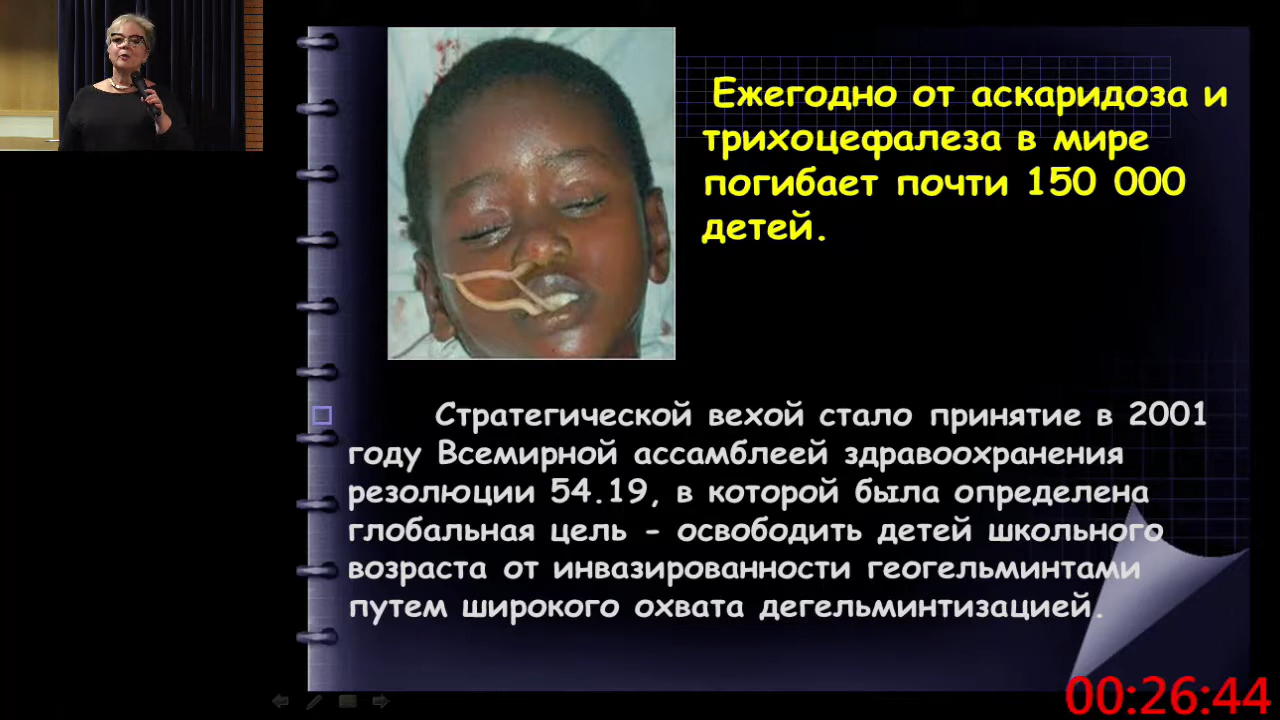 Ежегодно от аскаридоза и
трихоцефалеза в мире
погибает почти 150 000
детей.
Стратегической вехой стало принятие в 2001
году Всемирной ассамблеей здравоохранения
резолюции 54.19, в которой была определена
глобальная цель - освободить детей школьного
возраста от инвазированности геогельминтами
путем широкого охвата дегельминтизацией.
00:26:44